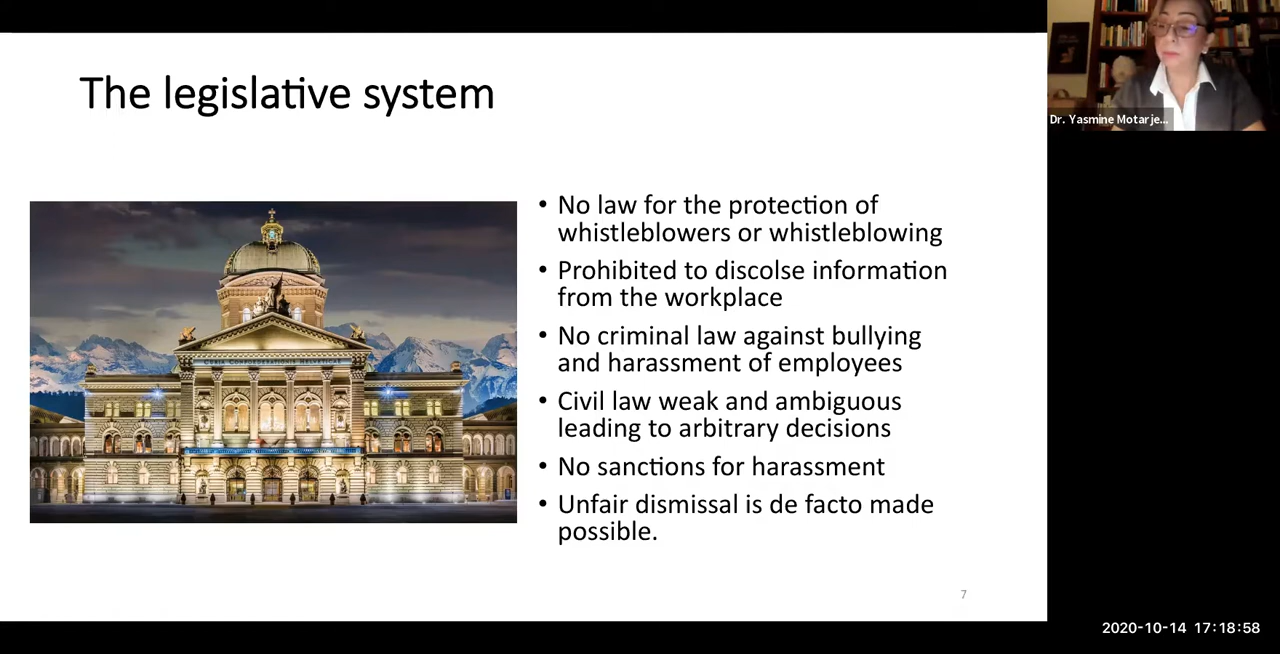 The legislative system
• No law for the protection of
whistleblowers or whistleblowing
• Prohibited to discolse information
from the workplace
• No criminal law against bullying
and harassment of employees
• Civil law weak and ambiguous
leading to arbitrary decisions
• No sanctions for harassment
• Unfair dismissal is de facto made
possible.
7
Dr. Yasmine Motarje...
2020-10-14 17:18:58